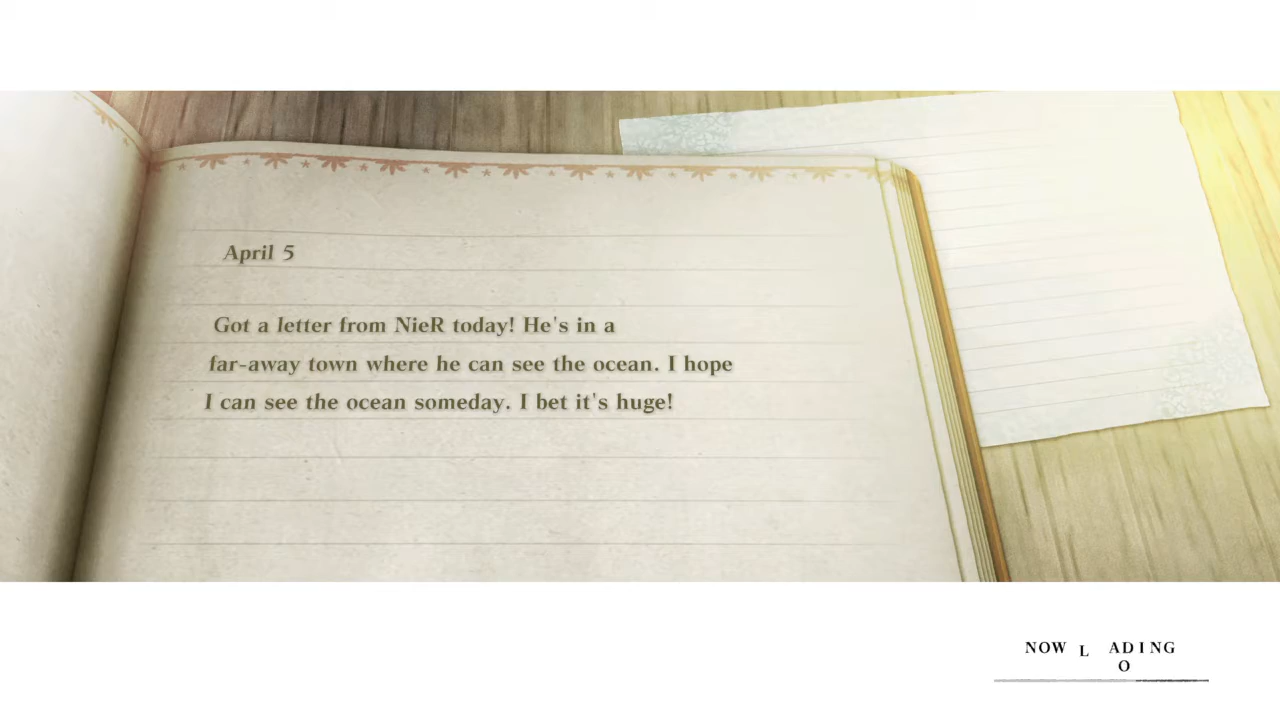 April 5
Got a letter from NieR today! He's in a
far-away town where he can see the ocean. I hope
I can see the ocean someday. I bet it's huge!
NOW LOADING